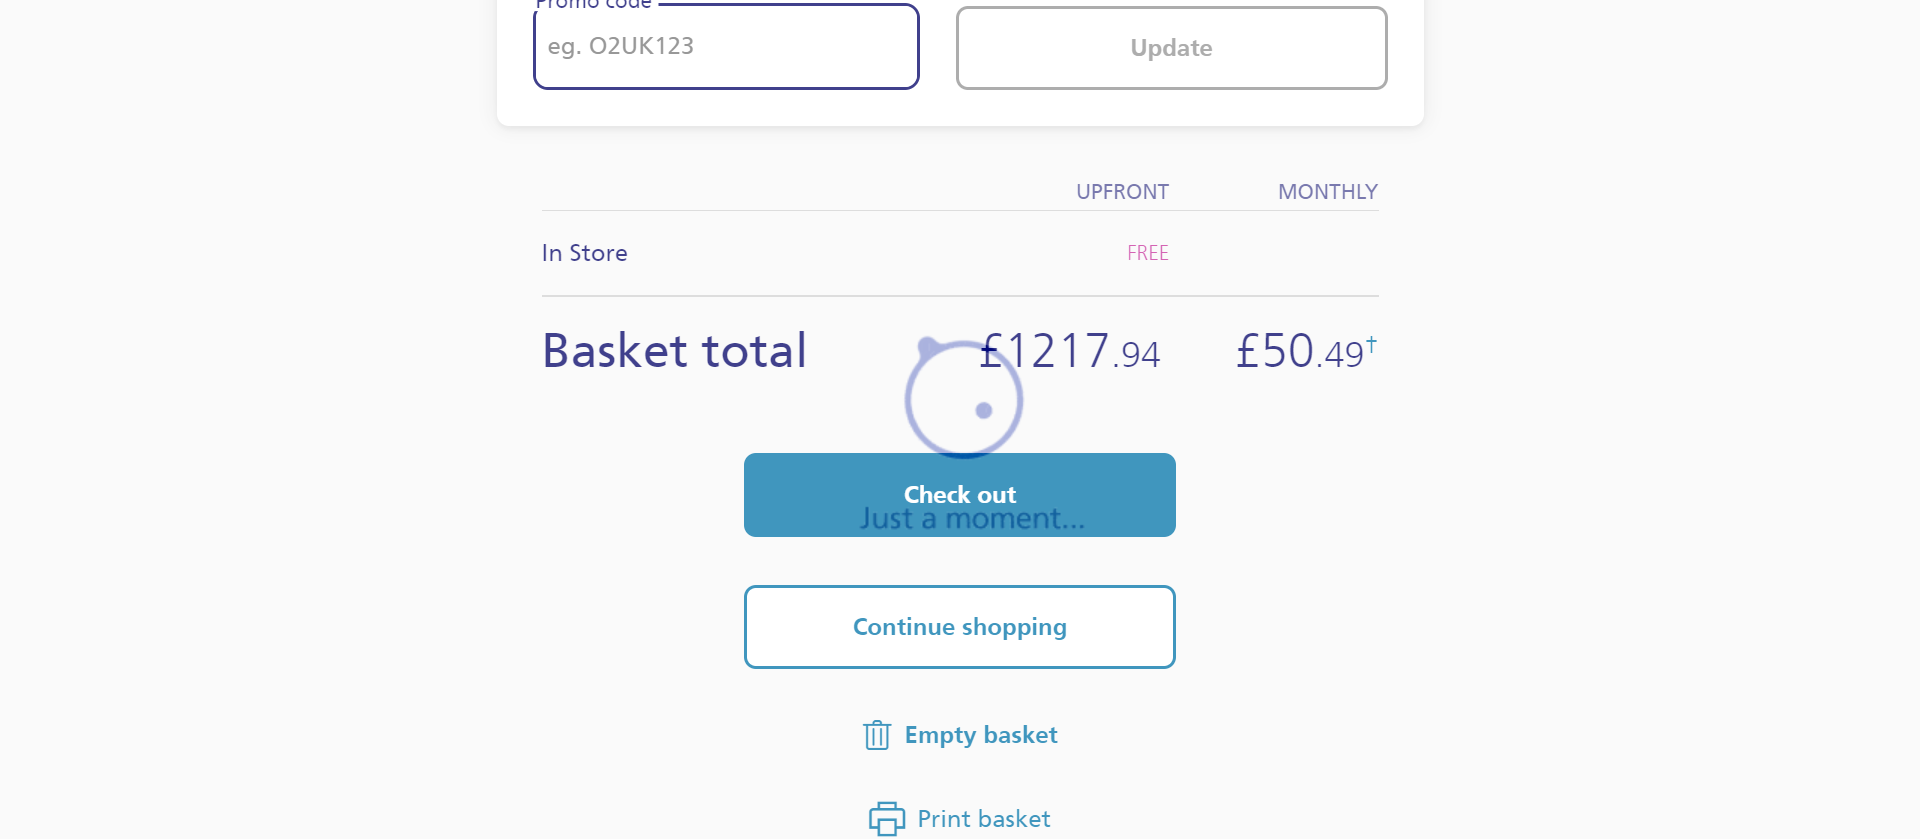 Promo code
eg. O2UK123
Update
UPFRONT MONTHLY
In Store FREE
Basket total £1217.94 £50.49†
Check out
Just a moment...
Continue shopping
Empty basket
Print basket